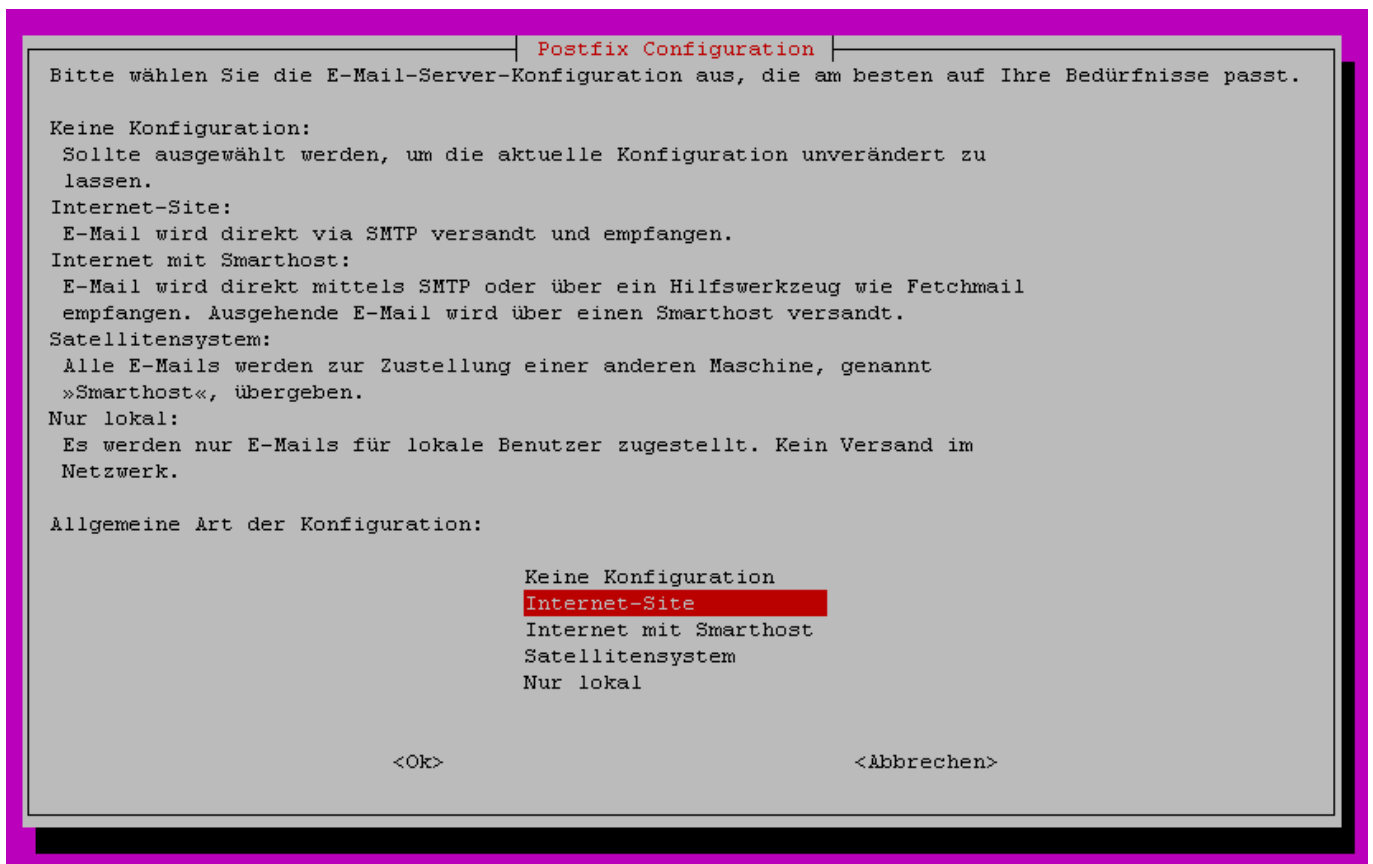 Postfix Configuration
Bitte wählen Sie die E-Mail-Server-Konfiguration aus, die am besten auf Ihre Bedürfnisse passt.
Keine Konfiguration:
Sollte ausgewählt werden, um die aktuelle Konfiguration unverändert zu
lassen.
Internet-Site:
E-Mail wird direkt via SMTP versandt und empfangen.
Internet mit Smarthost:
E-Mail wird direkt mittels SMTP oder über ein Hilfswerkzeug wie Fetchmail
empfangen. Ausgehende E-Mail wird über einen Smarthost versandt.
Satellitensystem:
Alle E-Mails werden zur Zustellung einer anderen Maschine, genannt
»Smarthost«, übergeben.
Nur lokal:
Es werden nur E-Mails für lokale Benutzer zugestellt. Kein Versand im
Netzwerk.
Allgemeine Art der Konfiguration:
Keine Konfiguration
Internet-Site
Internet mit Smarthost
Satellitensystem
Nur lokal
<Ok> <Abbrechen>